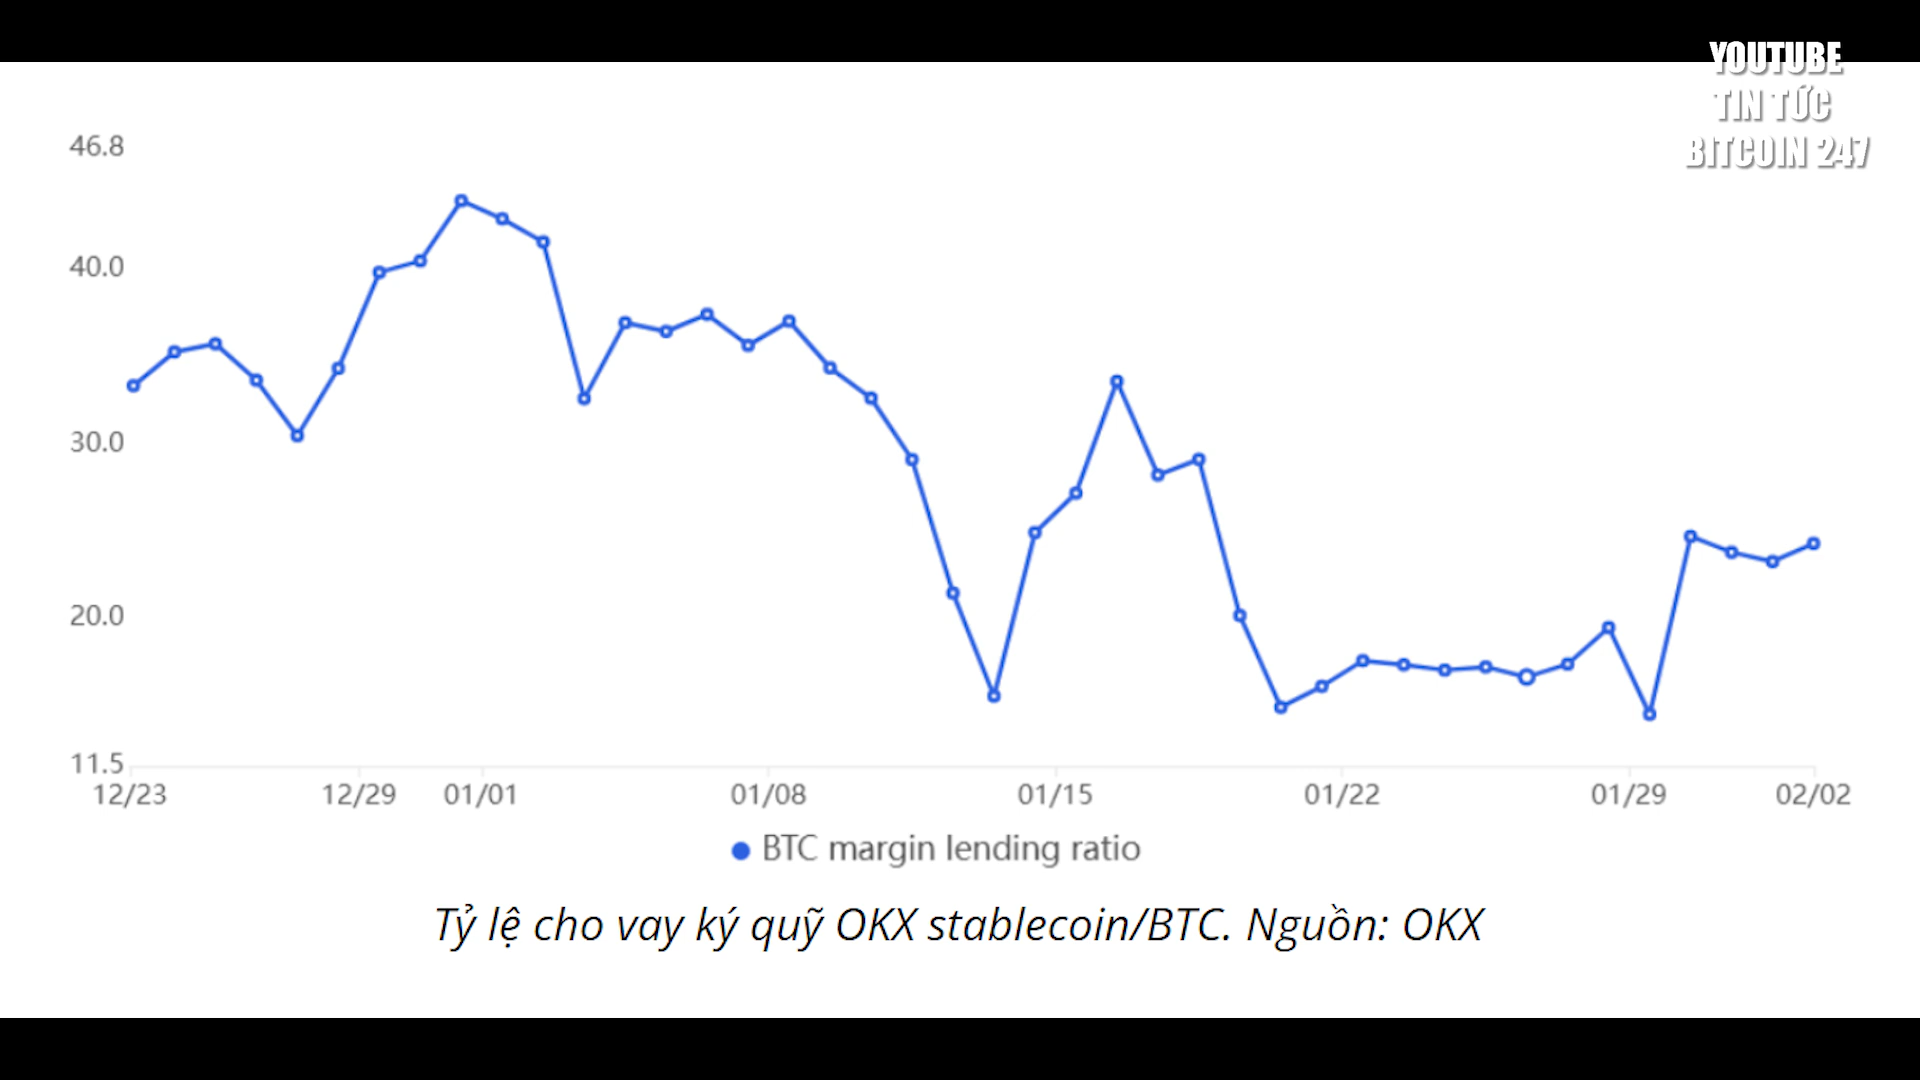 YOUTUBE
TIN TỨC
BITCOIN 247
46.8
40.0
30.0
20.0
11.5
12/23 12/29 01/01 01/08 01/15 01/22 01/29 02/02
BTC margin lending ratio
Tỷ lệ cho vay ký quỹ OKX stablecoin/BTC. Nguồn: OKX